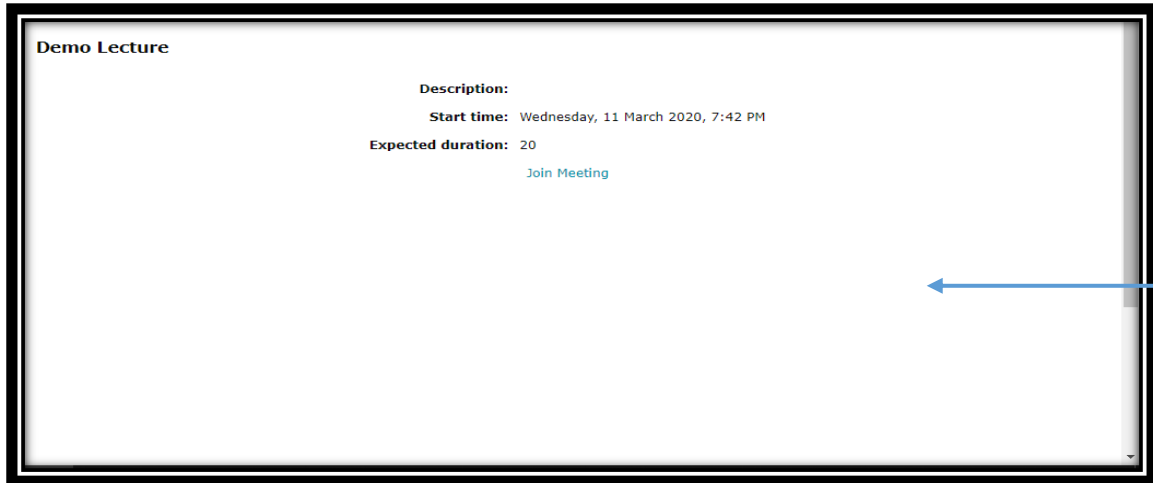 Demo Lecture
Description:
Start time: Wednesday, 11 March 2020, 7:42 PM
Expected duration: 20
Join Meeting